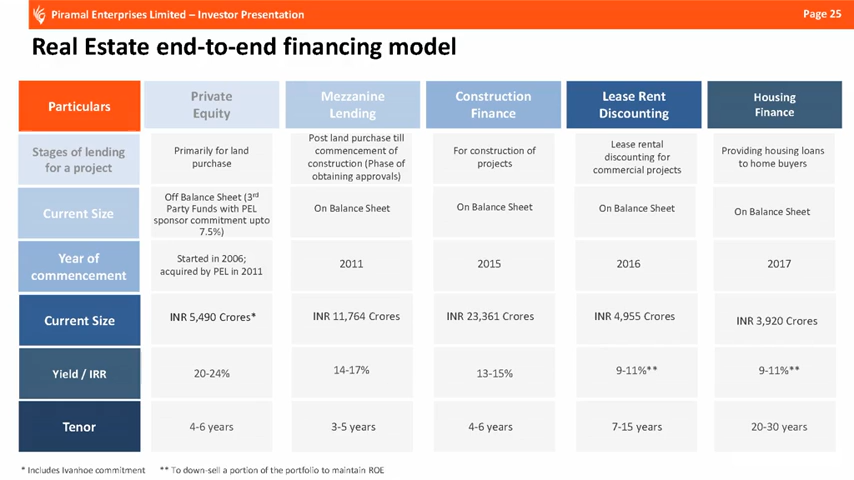 Piramal Enterprises Limited – Investor Presentation
Page 25
Real Estate end-to-end financing model
Particulars
Private
Equity
Mezzanine
Lending
Construction
Finance
Lease Rent
Discounting
Housing
Finance
Stages of lending
for a project
Primarily for land
purchase
Post land purchase till
commencement of
construction (Phase of
obtaining approvals)
For construction of
projects
Lease rental
discounting for
commercial projects
Providing housing loans
to home buyers
Current Size
Off Balance Sheet (3rd
Party Funds with PEL
sponsor commitment upto
7.5%)
On Balance Sheet
On Balance Sheet
On Balance Sheet
On Balance Sheet
Year of
commencement
Started in 2006;
acquired by PEL in 2011
2011
2015
2016
2017
Current Size
INR 5,490 Crores*
INR 11,764 Crores
INR 23,361 Crores
INR 4,955 Crores
INR 3,920 Crores
Yield / IRR
20-24%
14-17%
13-15%
9-11%**
9-11%**
Tenor
4-6 years
3-5 years
4-6 years
7-15 years
20-30 years
* Includes Ivanhoe commitment ** To down-sell a portion of the portfolio to maintain ROE